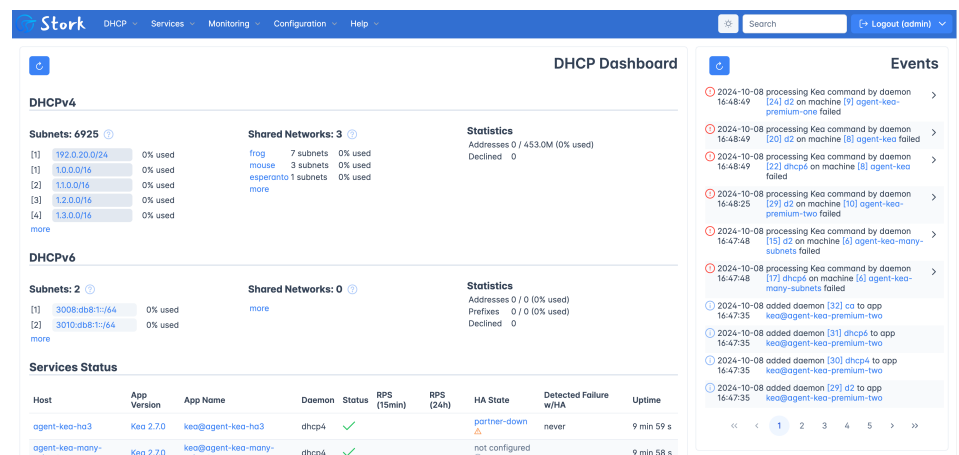 Stork DHCP Services Monitoring Configuration Help Search Logout (admin)
DHCP Dashboard
DHCPv4
Subnets: 6925
[1] 192.0.20.0/24 0% used
[1] 1.0.0.0/16 0% used
[2] 1.1.0.0/16 0% used
[3] 1.2.0.0/16 0% used
[4] 1.3.0.0/16 0% used
more
Shared Networks: 3
frog 7 subnets 0% used
mouse 3 subnets 0% used
esperanto 1 subnets 0% used
more
Statistics
Addresses 0 / 453.0M (0% used)
Declined 0
DHCPv6
Subnets: 2
[1] 3008:db8:1::/64 0% used
[2] 3010:db8:1::/64 0% used
more
Shared Networks: 0
more
Statistics
Addresses 0 / 0 (0% used)
Prefixes 0 / 0 (0% used)
Declined 0
Services Status
Host App Version App Name Daemon Status RPS (15min) RPS (24h) HA State Detected Failure w/HA Uptime
agent-kea-ha3 Kea 2.7.0 kea@agent-kea-ha3 dhcp4 partner-down never 9 min 59 s
agent-kea-many- Kea 2.7.0 kea@agent-kea-many- dhcp4 not configured 9 min 58 s
Events
2024-10-08 processing Kea command by daemon
16:48:49 [24] d2 on machine [9] agent-kea-
premium-one failed
2024-10-08 processing Kea command by daemon
16:48:49 [20] d2 on machine [8] agent-kea failed
2024-10-08 processing Kea command by daemon
16:48:49 [22] dhcp6 on machine [8] agent-kea
failed
2024-10-08 processing Kea command by daemon
16:48:25 [29] d2 on machine [10] agent-kea-
premium-two failed
2024-10-08 processing Kea command by daemon
16:47:48 [15] d2 on machine [6] agent-kea-many-
subnets failed
2024-10-08 processing Kea command by daemon
16:47:48 [17] dhcp6 on machine [6] agent-kea-
many-subnets failed
2024-10-08 added daemon [32] ca to app
16:47:35 kea@agent-kea-premium-two
2024-10-08 added daemon [31] dhcp6 to app
16:47:35 kea@agent-kea-premium-two
2024-10-08 added daemon [30] dhcp4 to app
16:47:35 kea@agent-kea-premium-two
2024-10-08 added daemon [29] d2 to app
16:47:35 kea@agent-kea-premium-two
« ‹ 1 2 3 4 5 › »